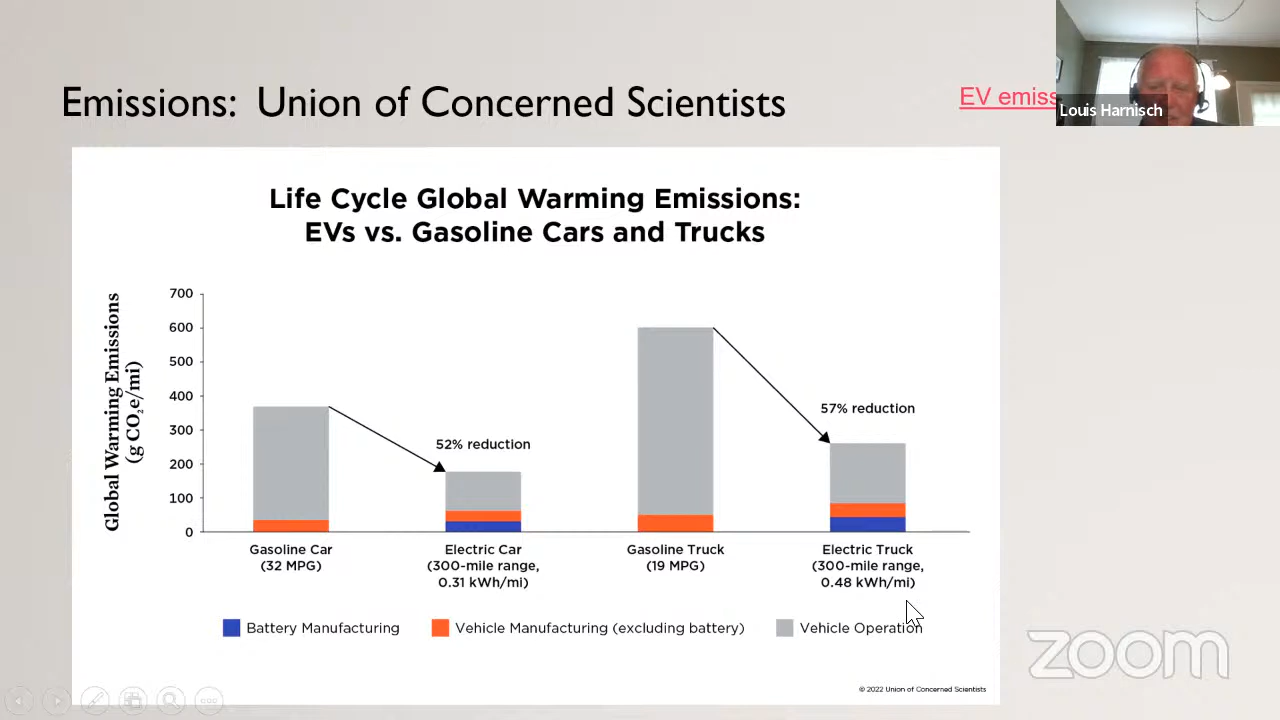 Emissions: Union of Concerned Scientists
EV emiss
Louis Harnisch
Life Cycle Global Warming Emissions:
EVs vs. Gasoline Cars and Trucks
Global Warming Emissions
(g CO₂e/mi)
700
600
500
400
300
200
100
0
52% reduction
57% reduction
Gasoline Car
(32 MPG)
Electric Car
(300-mile range,
0.31 kWh/mi)
Gasoline Truck
(19 MPG)
Electric Truck
(300-mile range,
0.48 kWh/mi)
Battery Manufacturing
Vehicle Manufacturing (excluding battery)
Vehicle Operation
© 2022 Union of Concerned Scientists
zoom